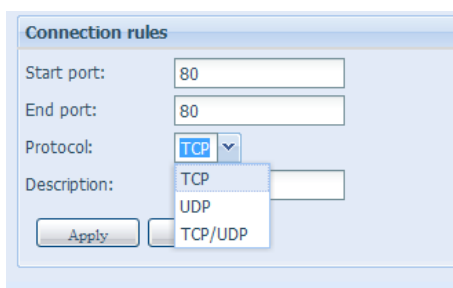 Connection rules
Start port: 80
End port: 80
Protocol: TCP
TCP
Description:
UDP
Apply
TCP/UDP